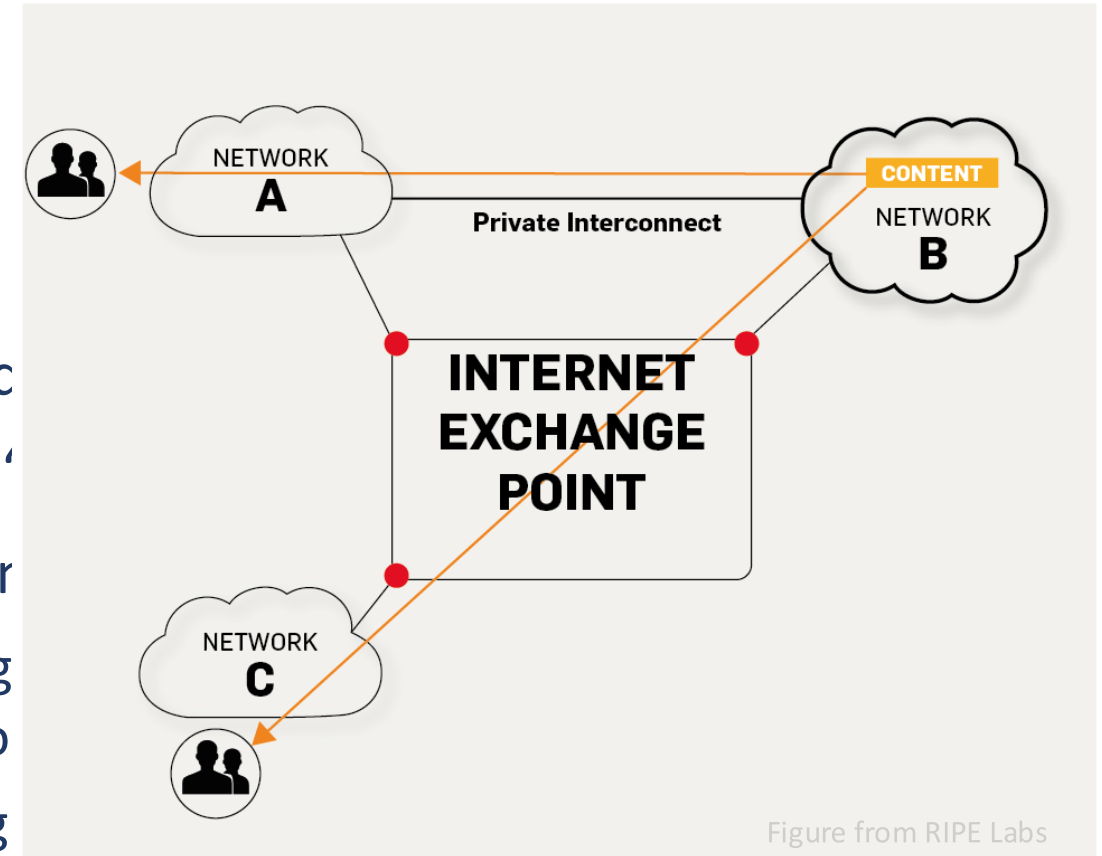 NETWORK
A
CONTENT
NETWORK
B
Private Interconnect
INTERNET
EXCHANGE
POINT
NETWORK
C
Figure from RIPE Labs